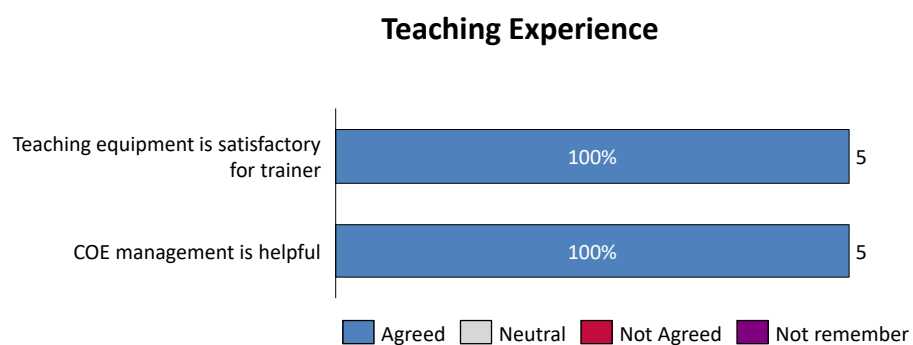 Teaching Experience
Teaching equipment is satisfactory
for trainer
100%
5
COE management is helpful
100%
5
Agreed Neutral Not Agreed Not remember